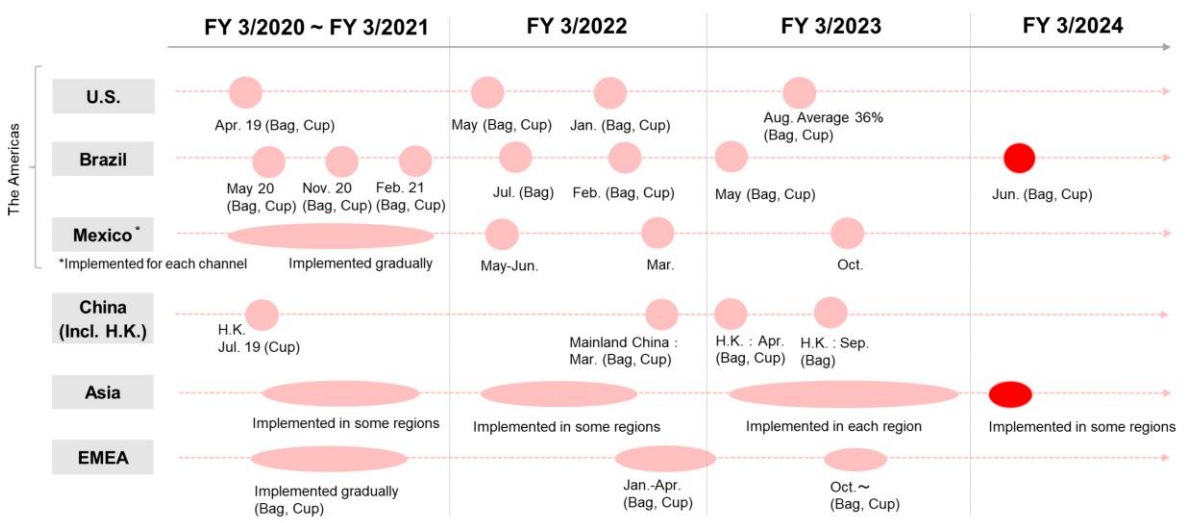 FY 3/2020 ~ FY 3/2021
FY 3/2022
FY 3/2023
FY 3/2024
The Americas
U.S.
Apr. 19 (Bag, Cup)
May (Bag, Cup)
Jan. (Bag, Cup)
Aug. Average 36%
(Bag, Cup)
Brazil
May 20
(Bag, Cup)
Nov. 20
(Bag, Cup)
Feb. 21
(Bag, Cup)
Jul. (Bag)
Feb. (Bag, Cup)
May (Bag, Cup)
Jun. (Bag, Cup)
Mexico*
*Implemented for each channel
Implemented gradually
May-Jun.
Mar.
Oct.
China
(Incl. H.K.)
H.K.
Jul. 19 (Cup)
Mainland China :
Mar. (Bag, Cup)
H.K. : Apr.
(Bag, Cup)
H.K. : Sep.
(Bag)
Asia
Implemented in some regions
Implemented in some regions
Implemented in each region
Implemented in some regions
EMEA
Implemented gradually
(Bag, Cup)
Jan.-Apr.
(Bag, Cup)
Oct.～
(Bag, Cup)